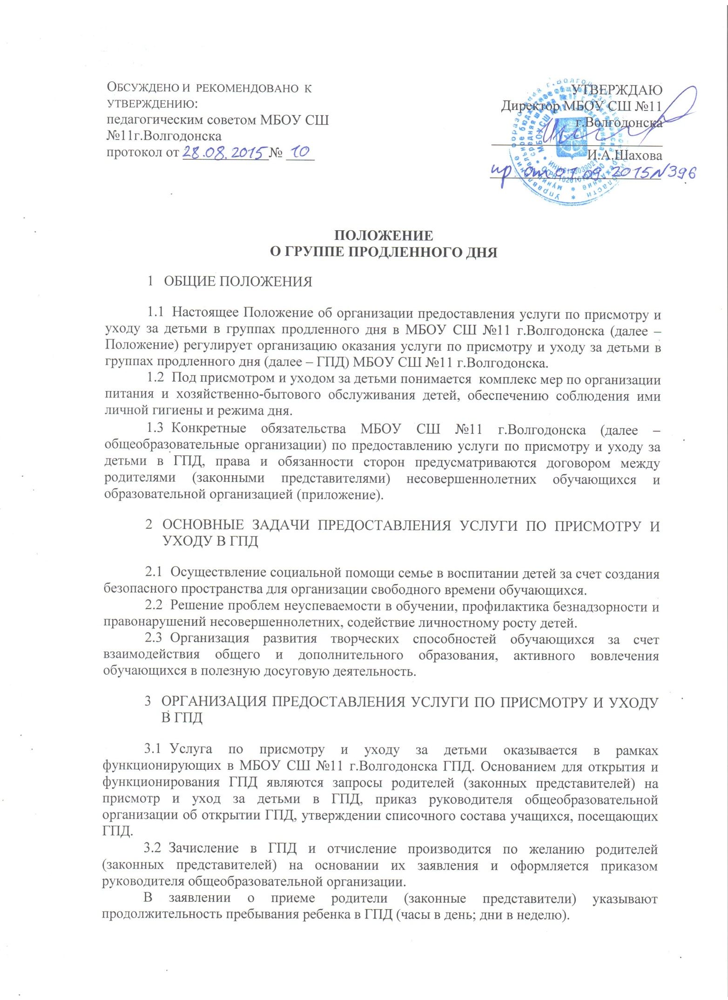 ОБСУЖДЕНО И РЕКОМЕНДОВАНО К
УТВЕРЖДЕНИЮ:
педагогическим советом МБОУ СШ
№11г.Волгодонска
протокол от 28.08.2015 № 10
УТВЕРЖДАЮ
Директор МБОУ СШ №11
г.Волгодонска
И.А.Шахова
пр от 01 09 2015 N396
ПОЛОЖЕНИЕ
О ГРУППЕ ПРОДЛЕННОГО ДНЯ
1 ОБЩИЕ ПОЛОЖЕНИЯ
1.1 Настоящее Положение об организации предоставления услуги по присмотру и
уходу за детьми в группах продленного дня в МБОУ СШ №11 г.Волгодонска (далее –
Положение) регулирует организацию оказания услуги по присмотру и уходу за детьми в
группах продленного дня (далее – ГПД) МБОУ СШ №11 г.Волгодонска.
1.2 Под присмотром и уходом за детьми понимается комплекс мер по организации
питания и хозяйственно-бытового обслуживания детей, обеспечению соблюдения ими
личной гигиены и режима дня.
1.3 Конкретные обязательства МБОУ СШ №11 г.Волгодонска (далее –
общеобразовательные организации) по предоставлению услуги по присмотру и уходу за
детьми в ГПД, права и обязанности сторон предусматриваются договором между
родителями (законными представителями) несовершеннолетних обучающихся и
образовательной организацией (приложение).
2 ОСНОВНЫЕ ЗАДАЧИ ПРЕДОСТАВЛЕНИЯ УСЛУГИ ПО ПРИСМОТРУ И
УХОДУ В ГПД
2.1 Осуществление социальной помощи семье в воспитании детей за счет создания
безопасного пространства для организации свободного времени обучающихся.
2.2 Решение проблем неуспеваемости в обучении, профилактика безнадзорности и
правонарушений несовершеннолетних, содействие личностному росту детей.
2.3 Организация развития творческих способностей обучающихся за счет
взаимодействия общего и дополнительного образования, активного вовлечения
обучающихся в полезную досуговую деятельность.
3 ОРГАНИЗАЦИЯ ПРЕДОСТАВЛЕНИЯ УСЛУГИ ПО ПРИСМОТРУ И УХОДУ
В ГПД
3.1 Услуга по присмотру и уходу за детьми оказывается в рамках
функционирующих в МБОУ СШ №11 г.Волгодонска ГПД. Основанием для открытия и
функционирования ГПД являются запросы родителей (законных представителей) на
присмотр и уход за детьми в ГПД, приказ руководителя общеобразовательной
организации об открытии ГПД, утверждении списочного состава учащихся, посещающих
ГПД.
3.2 Зачисление в ГПД и отчисление производится по желанию родителей
(законных представителей) на основании их заявления и оформляется приказом
руководителя общеобразовательной организации.
В заявлении о приеме родители (законные представители) указывают
продолжительность пребывания ребенка в ГПД (часы в день; дни в неделю).